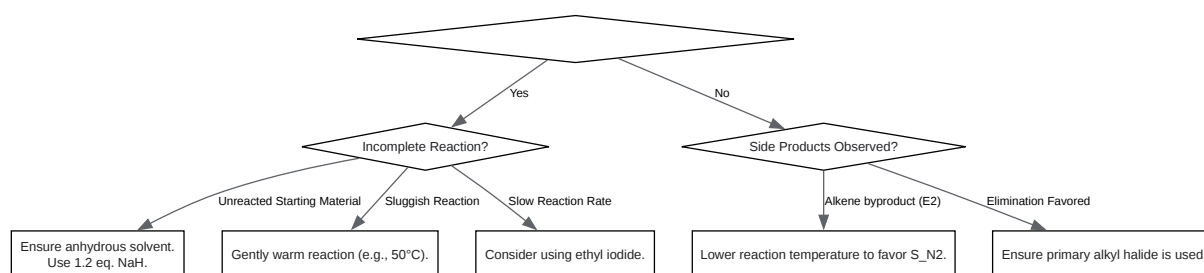 Yes
No
Incomplete Reaction?
Side Products Observed?
Unreacted Starting Material
Sluggish Reaction
Slow Reaction Rate
Alkene byproduct (E2)
Elimination Favored
Ensure anhydrous solvent.
Use 1.2 eq. NaH.
Gently warm reaction (e.g., 50°C).
Consider using ethyl iodide.
Lower reaction temperature to favor S_N2.
Ensure primary alkyl halide is used.